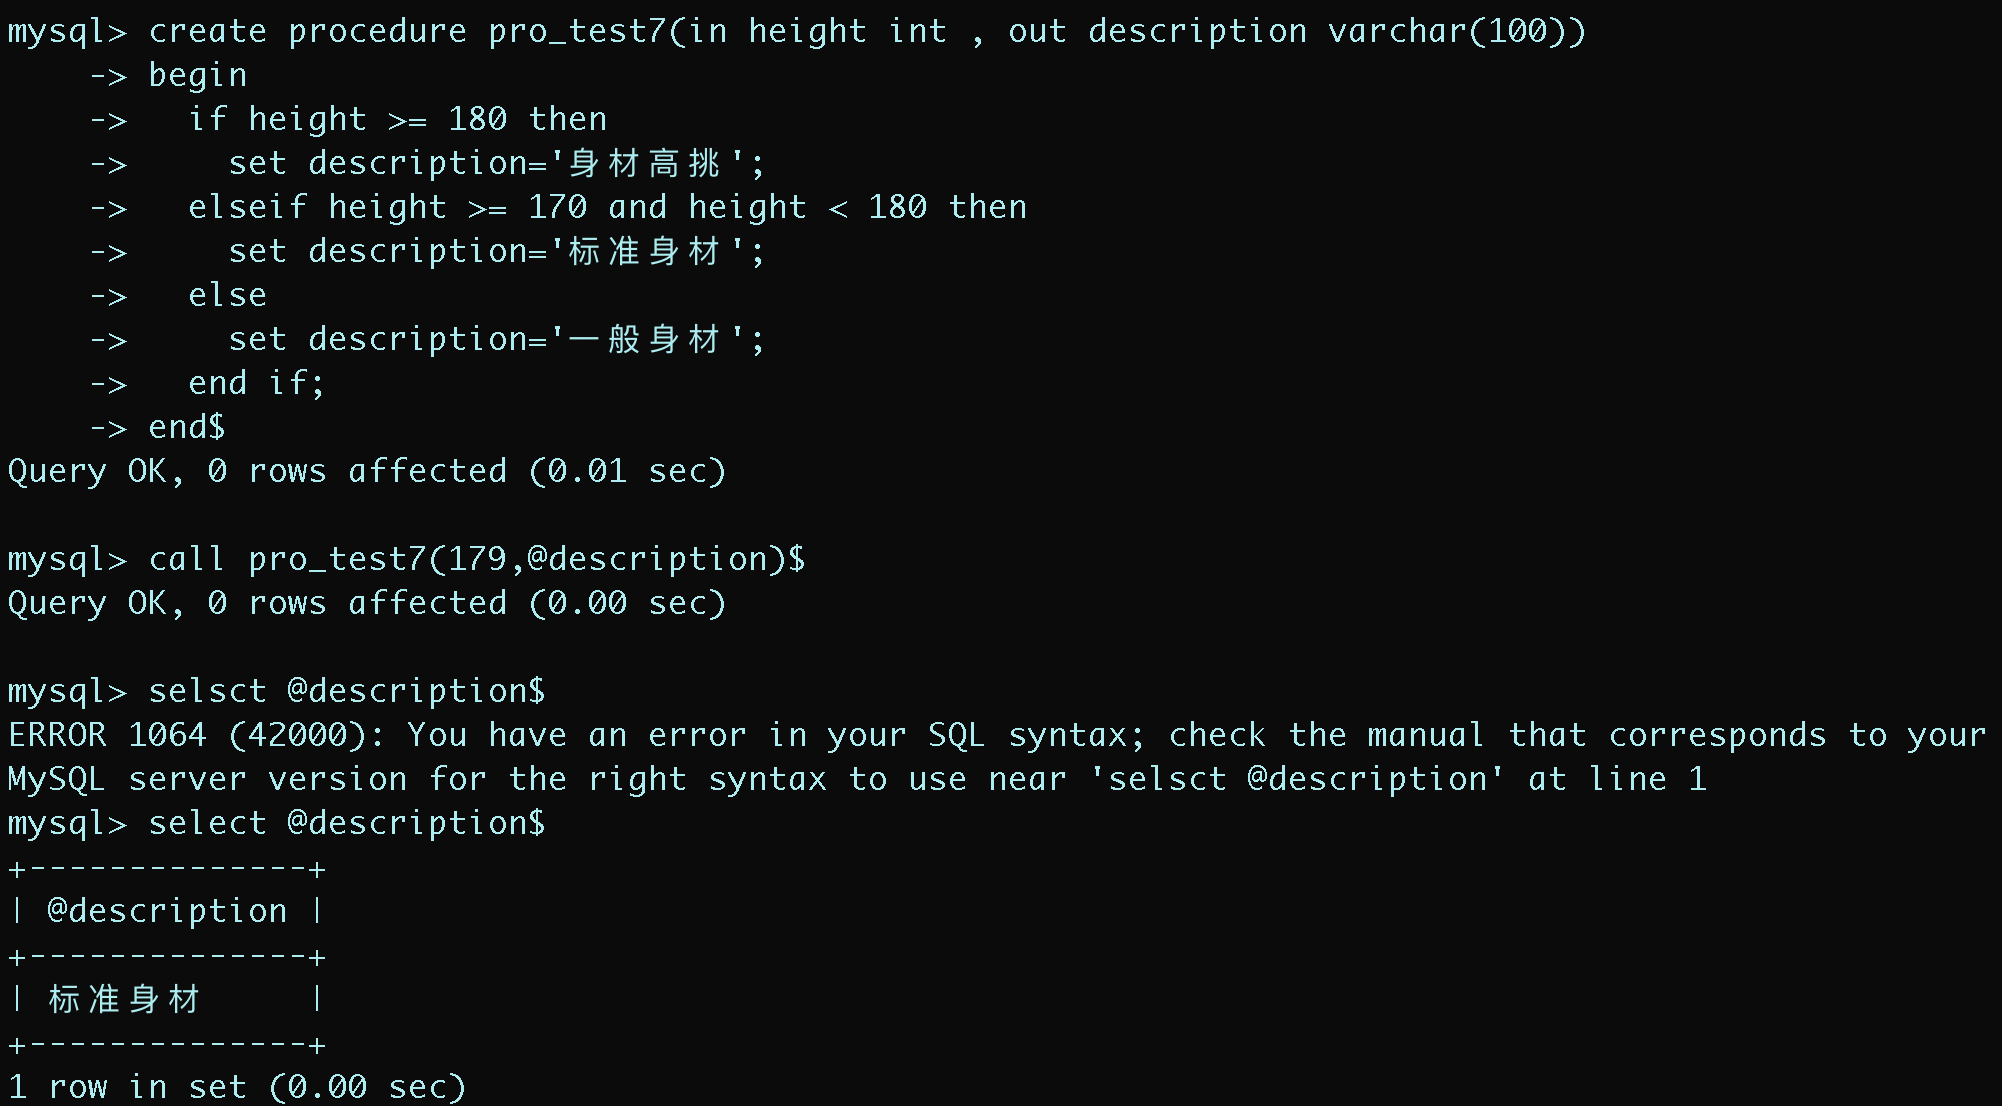 mysql> create procedure pro_test7(in height int , out description varchar(100))
    -> begin
    ->   if height >= 180 then
    ->     set description='身材高挑';
    ->   elseif height >= 170 and height < 180 then
    ->     set description='标准身材';
    ->   else
    ->     set description='一般身材';
    ->   end if;
    -> end$
Query OK, 0 rows affected (0.01 sec)

mysql> call pro_test7(179,@description)$
Query OK, 0 rows affected (0.00 sec)

mysql> selsct @description$
ERROR 1064 (42000): You have an error in your SQL syntax; check the manual that corresponds to your
MySQL server version for the right syntax to use near 'selsct @description' at line 1
mysql> select @description$
+--------------+
| @description |
+--------------+
| 标准身材     |
+--------------+
1 row in set (0.00 sec)